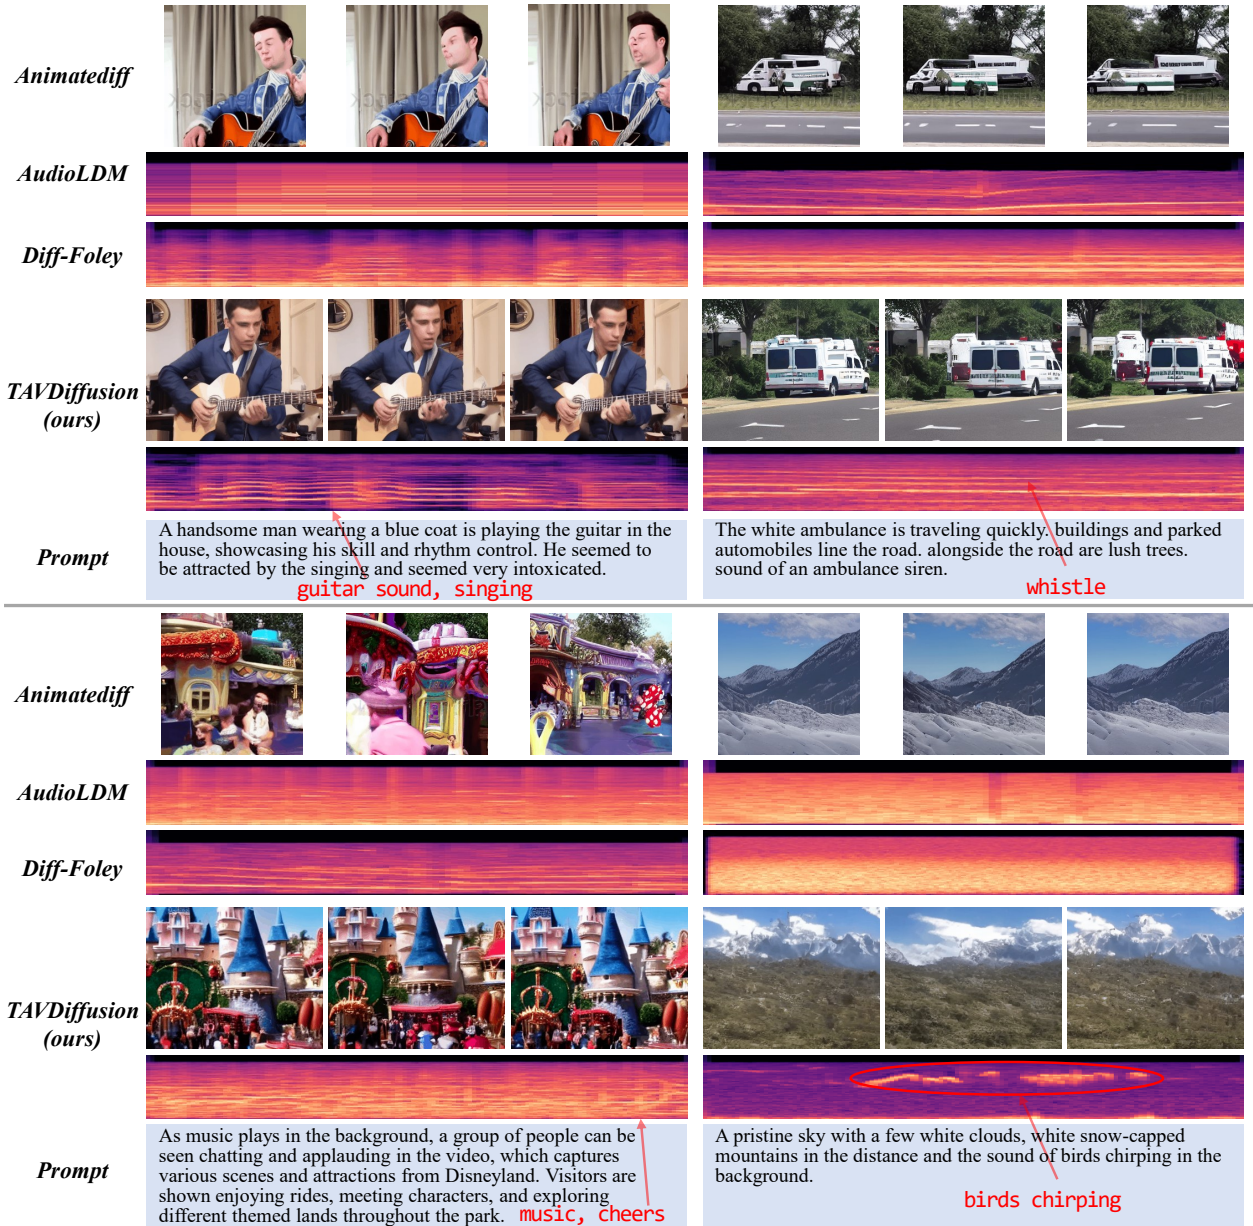 Animatediff
AudioLDM
Diff-Foley
TAVDiffusion
(ours)
Prompt
A handsome man wearing a blue coat is playing the guitar in the
house, showcasing his skill and rhythm control. He seemed to
be attracted by the singing and seemed very intoxicated.
guitar sound, singing
The white ambulance is traveling quickly. buildings and parked
automobiles line the road. alongside the road are lush trees.
sound of an ambulance siren.
whistle
Animatediff
AudioLDM
Diff-Foley
TAVDiffusion
(ours)
Prompt
As music plays in the background, a group of people can be
seen chatting and applauding in the video, which captures
various scenes and attractions from Disneyland. Visitors are
shown enjoying rides, meeting characters, and exploring
different themed lands throughout the park.
music, cheers
A pristine sky with a few white clouds, white snow-capped
mountains in the distance and the sound of birds chirping in the
background.
birds chirping